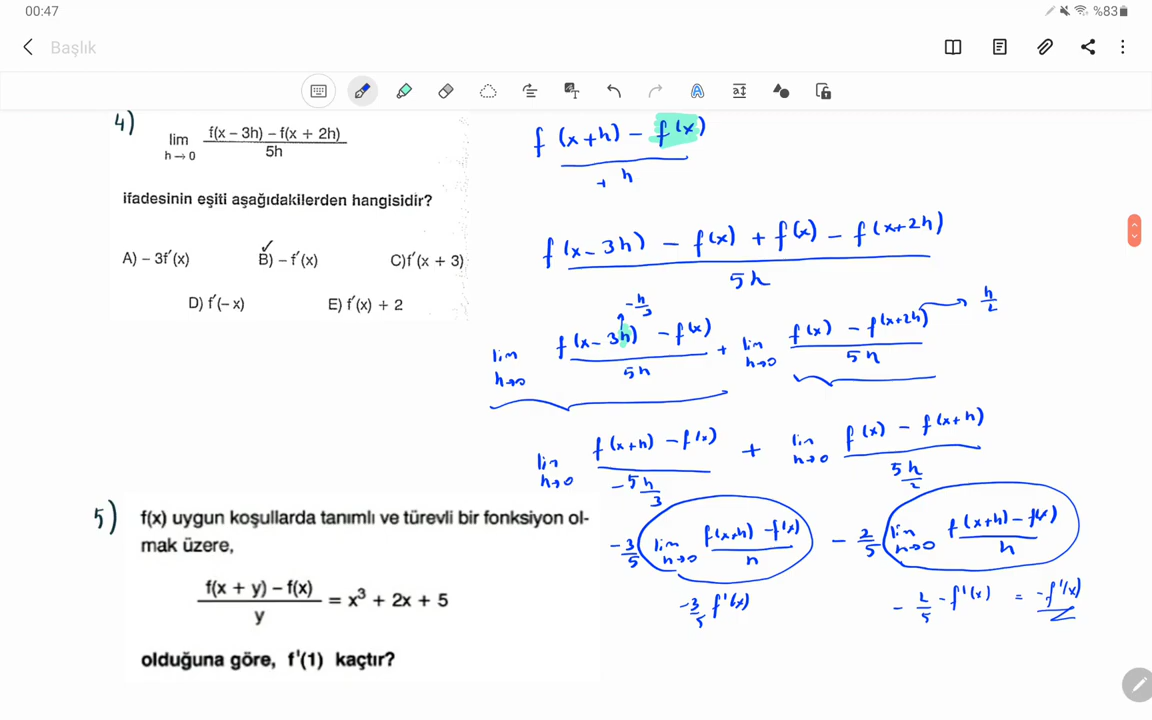 00:47
%83
Başlık
4)
lim h→0 f(x – 3h) – f(x + 2h) / 5h
ifadesinin eşiti aşağıdakilerden hangisidir?
A) – 3f′(x) B) – f′(x) C)f′(x + 3)
D) f′(– x) E) f′(x) + 2
f(x+h) – f(x) / + h
f(x – 3h) – f(x) + f(x) – f(x+2h) / 5h
-h/3
h/2
lim h→0 f(x – 3h) – f(x) / 5h + lim h→0 f(x) – f(x+2h) / 5h
lim h→0 f(x+h) – f(x) / –5h/3 + lim h→0 f(x) – f(x+h) / 5h/2
-3/5 lim h→0 f(x+h) – f(x) / h – 2/5 lim h→0 f(x+h) – f(x) / h
-3/5 f'(x) - 2/5 - f'(x) = -f'(x)
5)
f(x) uygun koşullarda tanımlı ve türevli bir fonksiyon ol-
mak üzere,
f(x + y) – f(x) / y = x³ + 2x + 5
olduğuna göre, f'(1) kaçtır?